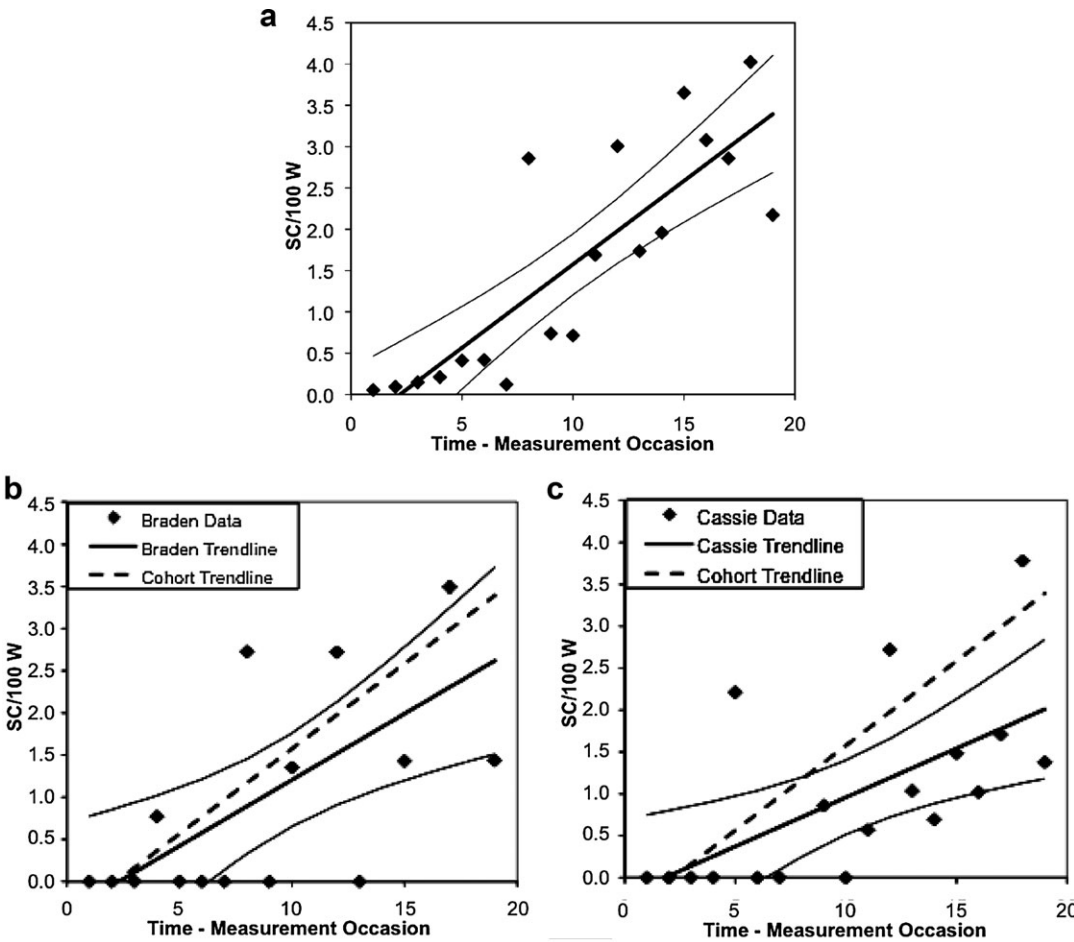 a
4.5
4.0
3.5
3.0
2.5
2.0
1.5
1.0
0.5
0.0
SC/100 W
0 5 10 15 20
Time - Measurement Occasion
b
4.5
4.0
3.5
3.0
2.5
2.0
1.5
1.0
0.5
0.0
SC/100 W
Braden Data
Braden Trendline
Cohort Trendline
0 5 10 15 20
Time - Measurement Occasion
c
4.5
4.0
3.5
3.0
2.5
2.0
1.5
1.0
0.5
0.0
SC/100 W
Cassie Data
Cassie Trendline
Cohort Trendline
0 5 10 15 20
Time - Measurement Occasion